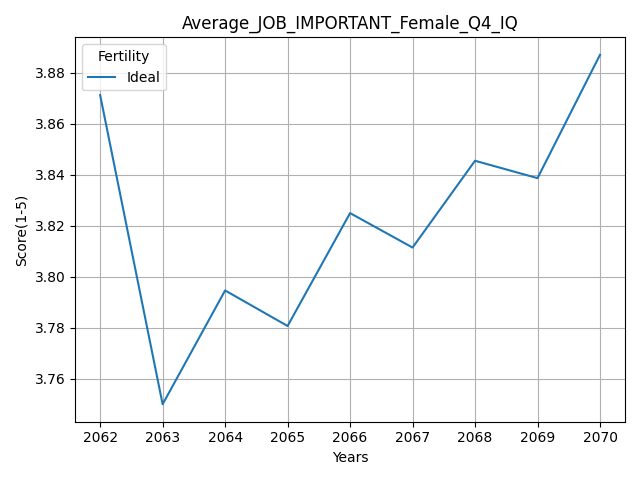 Average_JOB_IMPORTANT_Female_Q4_IQ
Fertility
Ideal
Score(1-5)
3.88
3.86
3.84
3.82
3.80
3.78
3.76
2062 2063 2064 2065 2066 2067 2068 2069 2070
Years